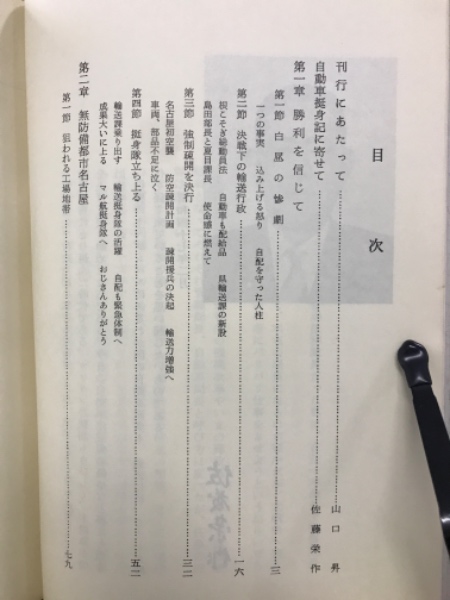 目次
刊行にあたって……山口昇
自動車挺身記に寄せて……佐藤栄作
第一章 勝利を信じて
第一節 白昼の惨劇……三
一つの事実 込み上げる怒り 自配を守った人柱
第二節 決戦下の輸送行政……一六
根こそぎ総動員法 自動車も配給品 県輸送課の新設
島田部長と夏目課長 使命感に燃えて
第三節 強制疎開を決行……三二
名古屋初空襲 防空疎開計画 疎開援兵の決起 輸送力増強へ
車両、部品不足に泣く
第四節 挺身隊立ち上る……五二
輸送課乗り出す 輸送挺身隊の活躍 自配も緊急体制へ
成果大いに上る マル航挺身隊へ おじさんありがとう
第二章 無防備都市名古屋
第一節 狙われる工場地帯……七九